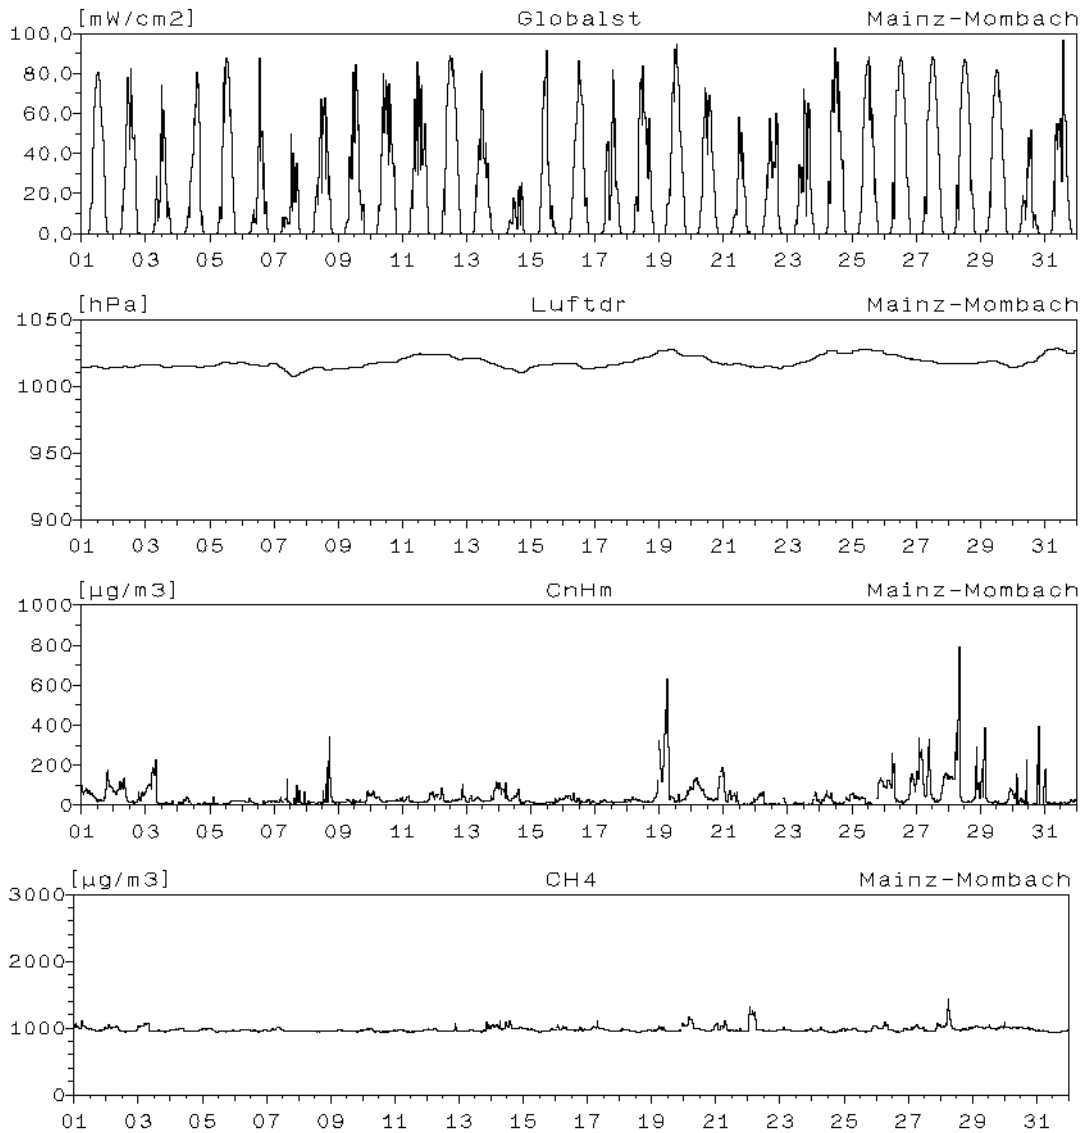 [mW/cm2] Globalst Mainz-Mombach
100,0
80,0
60,0
40,0
20,0
0,0
01 03 05 07 09 11 13 15 17 19 21 23 25 27 29 31
[hPa] Luftdr Mainz-Mombach
1050
1000
950
900
01 03 05 07 09 11 13 15 17 19 21 23 25 27 29 31
[µg/m3] CnHm Mainz-Mombach
1000
800
600
400
200
0
01 03 05 07 09 11 13 15 17 19 21 23 25 27 29 31
[µg/m3] CH4 Mainz-Mombach
3000
2000
1000
0
01 03 05 07 09 11 13 15 17 19 21 23 25 27 29 31